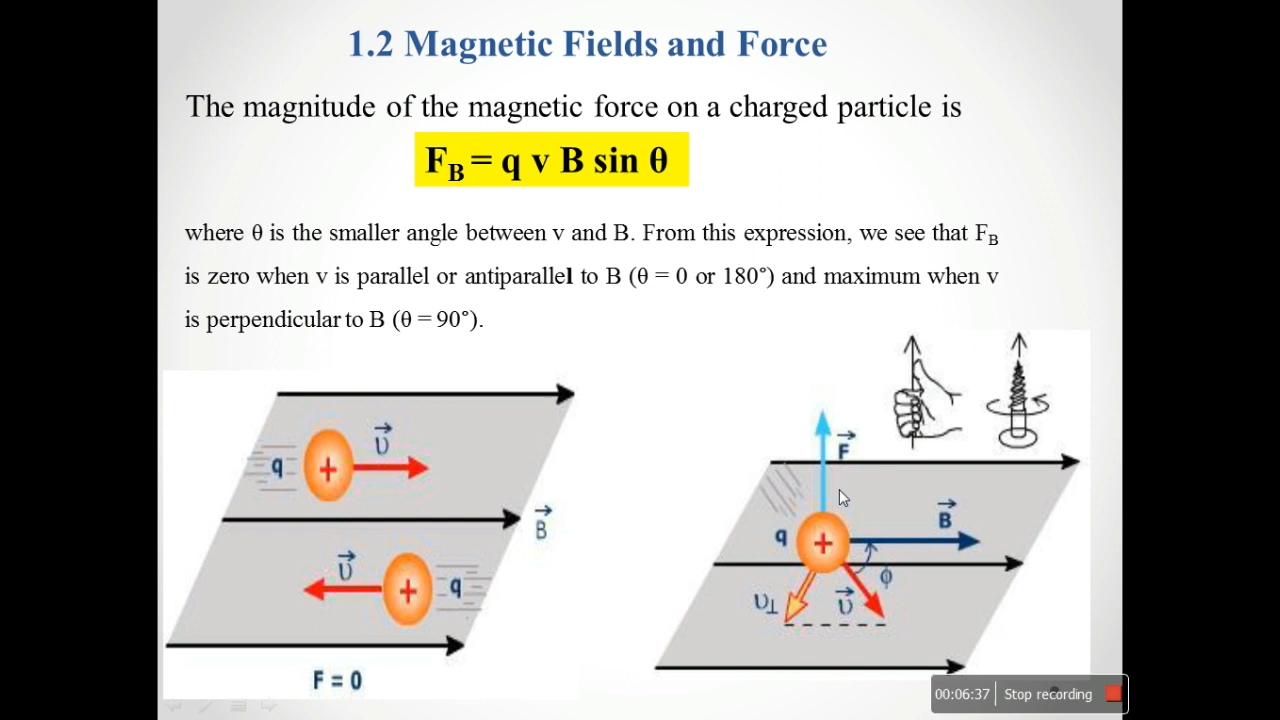 1.2 Magnetic Fields and Force
The magnitude of the magnetic force on a charged particle is
F_B = q v B sin θ
where θ is the smaller angle between v and B. From this expression, we see that F_B
is zero when v is parallel or antiparallel to B (θ = 0 or 180°) and maximum when v
is perpendicular to B (θ = 90°).
q + υ⃗
B⃗
υ⃗ + q
F = 0
F⃗
q + B⃗
ϕ
υ⊥ υ⃗
00:06:37 Stop recording